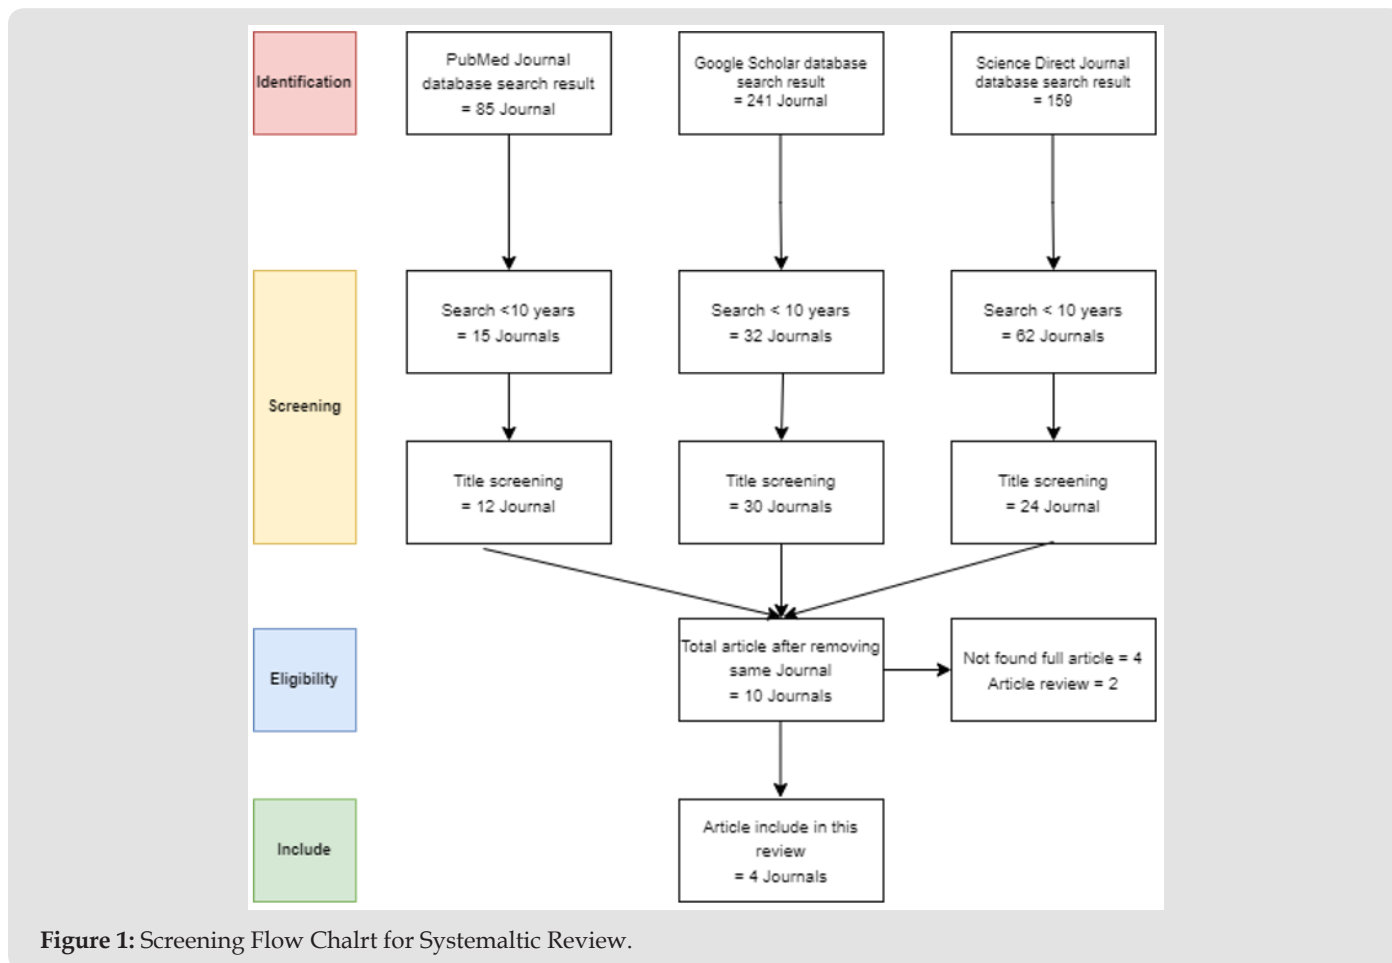 Identification
PubMed Journal
database search result
= 85 Journal
Google Scholar database
search result
= 241 Journal
Science Direct Journal
database search result
= 159
Screening
Search <10 years
= 15 Journals
Search < 10 years
= 32 Journals
Search < 10 years
= 62 Journals
Title screening
= 12 Journal
Title screening
= 30 Journals
Title screening
= 24 Journal
Eligibility
Total article after removing
same Journal
= 10 Journals
Not found full article = 4
Article review = 2
Include
Article include in this
review
= 4 Journals
Figure 1: Screening Flow Chalrt for Systemaltic Review.